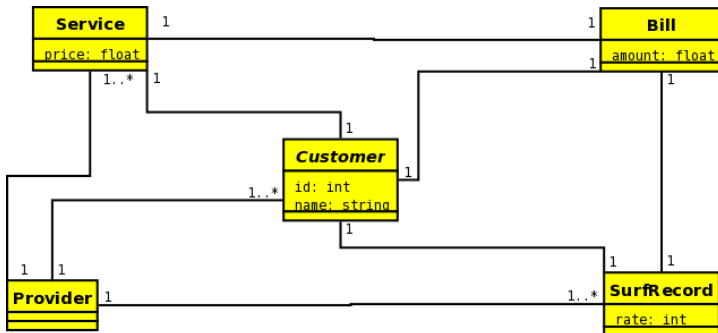 Service
price: float
1
1
Bill
amount: float
1..*
1
1
1
1
Customer
id: int
name: string
1
1..*
1
1
1
1
1
Provider
1
1..*
SurfRecord
rate: int